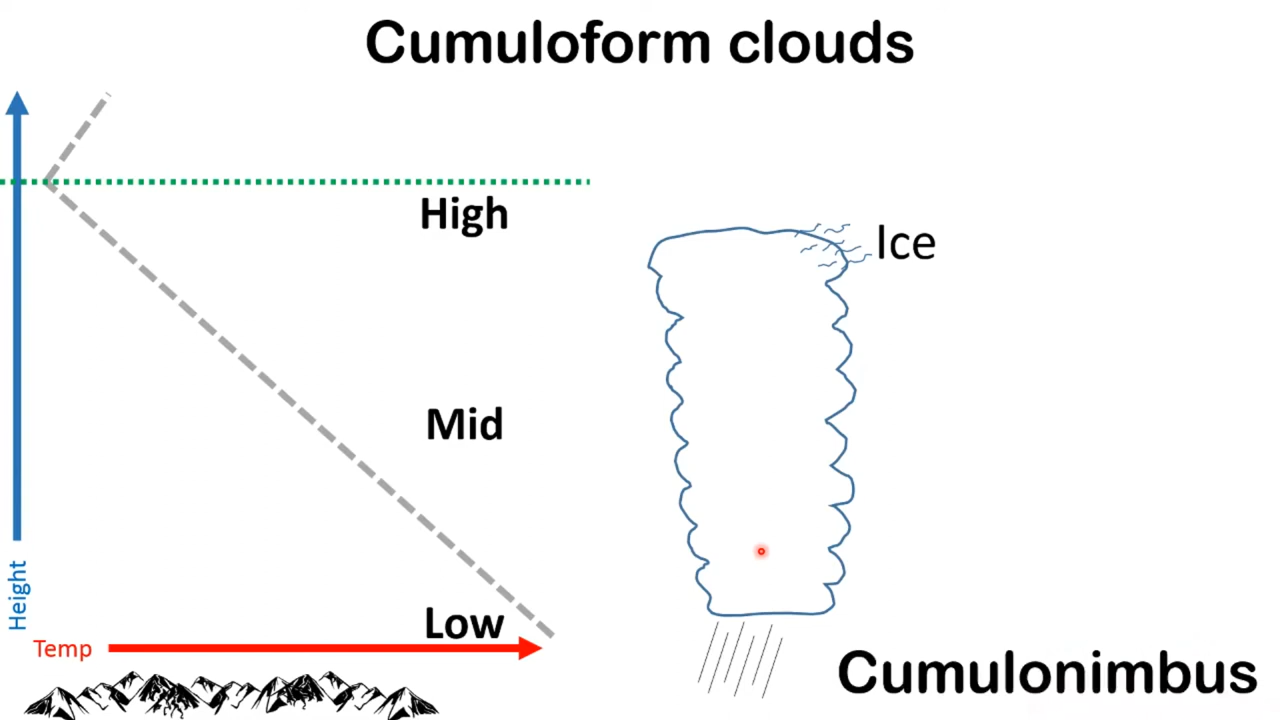 Cumuloform clouds
High
Ice
Mid
Low
Height
Temp
Cumulonimbus